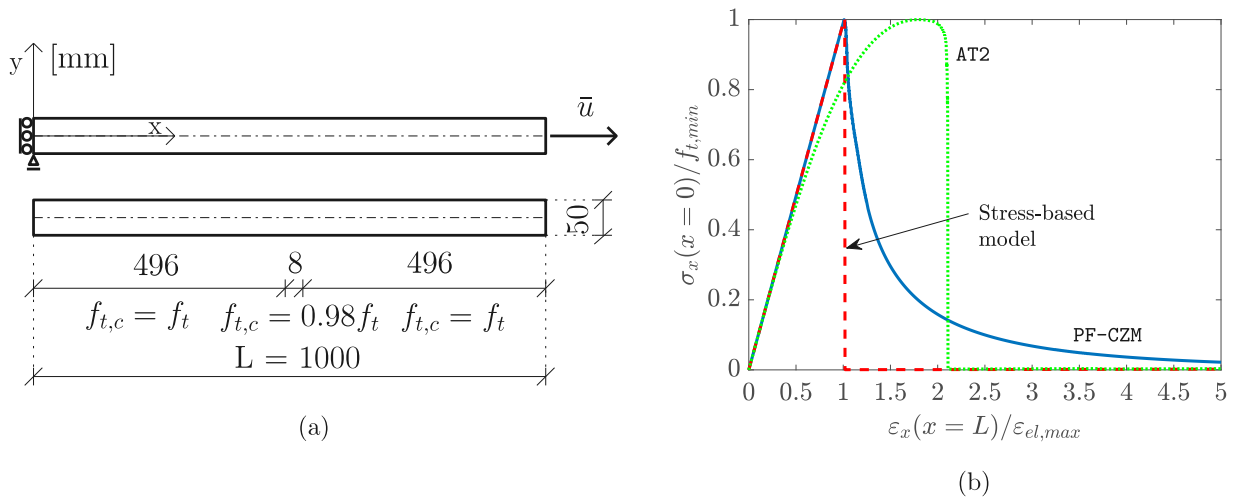 y [mm]
x
ū
50
496 8 496
f_{t,c} = f_t f_{t,c} = 0.98f_t f_{t,c} = f_t
L = 1000
(a)
σ_x(x = 0)/f_{t,min}
1
0.8
0.6
0.4
0.2
0
AT2
Stress-based
model
PF-CZM
0 0.5 1 1.5 2 2.5 3 3.5 4 4.5 5
ε_x(x = L)/ε_{el,max}
(b)